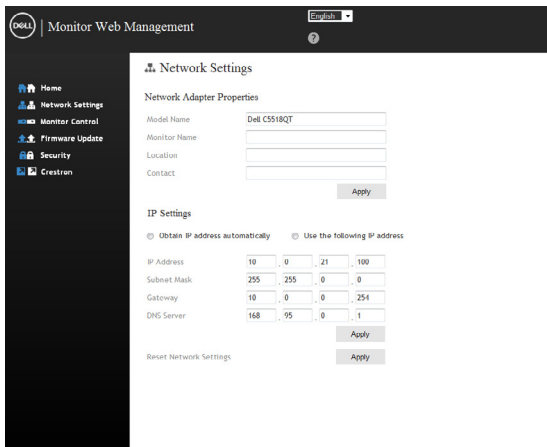 DELL Monitor Web Management
English
?
Home
Network Settings
Monitor Control
Firmware Update
Security
Crestron
Network Settings
Network Adapter Properties
Model Name Dell C5518QT
Monitor Name
Location
Contact
Apply
IP Settings
Obtain IP address automatically Use the following IP address
IP Address 10 . 0 . 21 . 100
Subnet Mask 255 . 255 . 0 . 0
Gateway 10 . 0 . 0 . 254
DNS Server 168 . 95 . 0 . 1
Apply
Reset Network Settings Apply